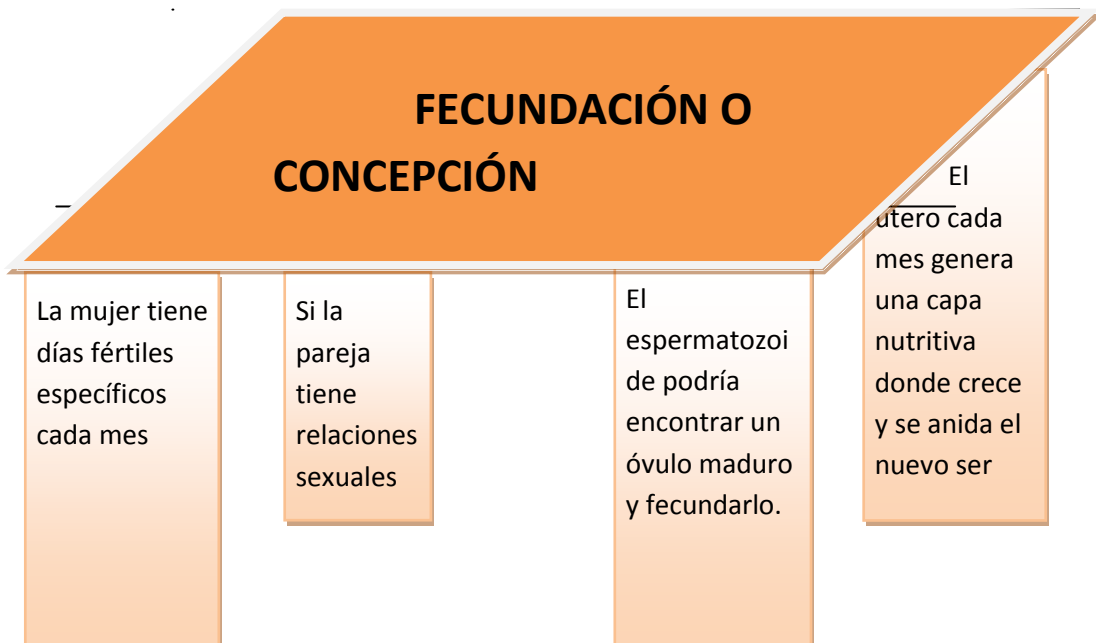 FECUNDACIÓN O
CONCEPCIÓN
La mujer tiene
días fértiles
específicos
cada mes
Si la
pareja
tiene
relaciones
sexuales
El
espermatozoi
de podría
encontrar un
óvulo maduro
y fecundarlo.
El
útero cada
mes genera
una capa
nutritiva
donde crece
y se anida el
nuevo ser